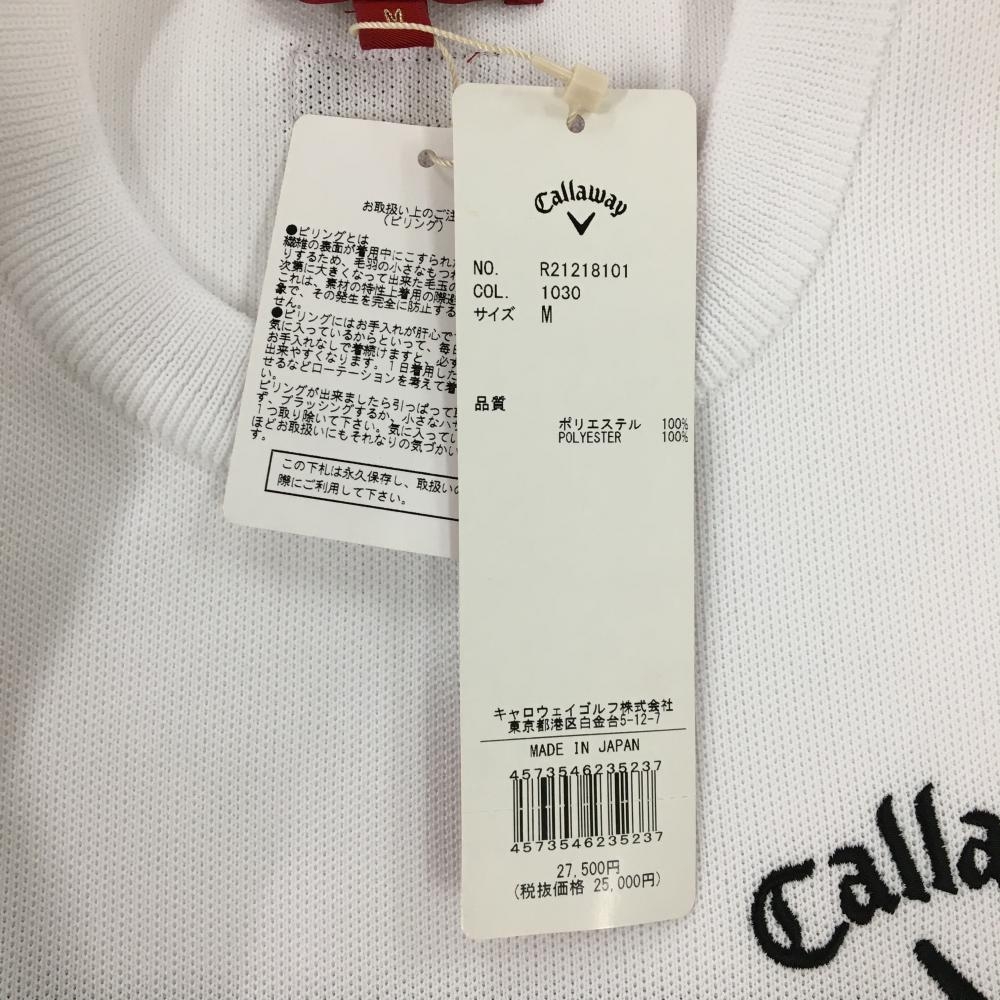 M
お取扱い上のご注
(ピリング)
●ピリングとは
繊維の表面が着用中にこすられ
りするため、毛羽の小さなもつれ
次第に大きくなって出来た毛玉の
これは、素材の特性上着用の際避
象で、その発生を完全に防止する
せん。
●ピリングにはお手入れが肝心で
気に入っているからといって、毎日
お手入れなしで着続けますと、必ず
出来やすくなります。1日着用した
せるなどローテーションを考えて着
い。
ピリングが出来ましたら引っぱって取
ず、ブラッシングするか、小さなハサ
1つ取り除いて下さい。気に入ってい
ほどお取扱いにもそれなりの気づかい
す。
この下札は永久保存し、取扱いの
際にご利用して下さい。
Callaway
NO. R21218101
COL. 1030
サイズ M
品質
ポリエステル 100%
POLYESTER 100%
キャロウェイゴルフ株式会社
東京都港区白金台5-12-7
MADE IN JAPAN
4573546235237
4573546235237
27,500円
(税抜価格 25,000円)
Calla